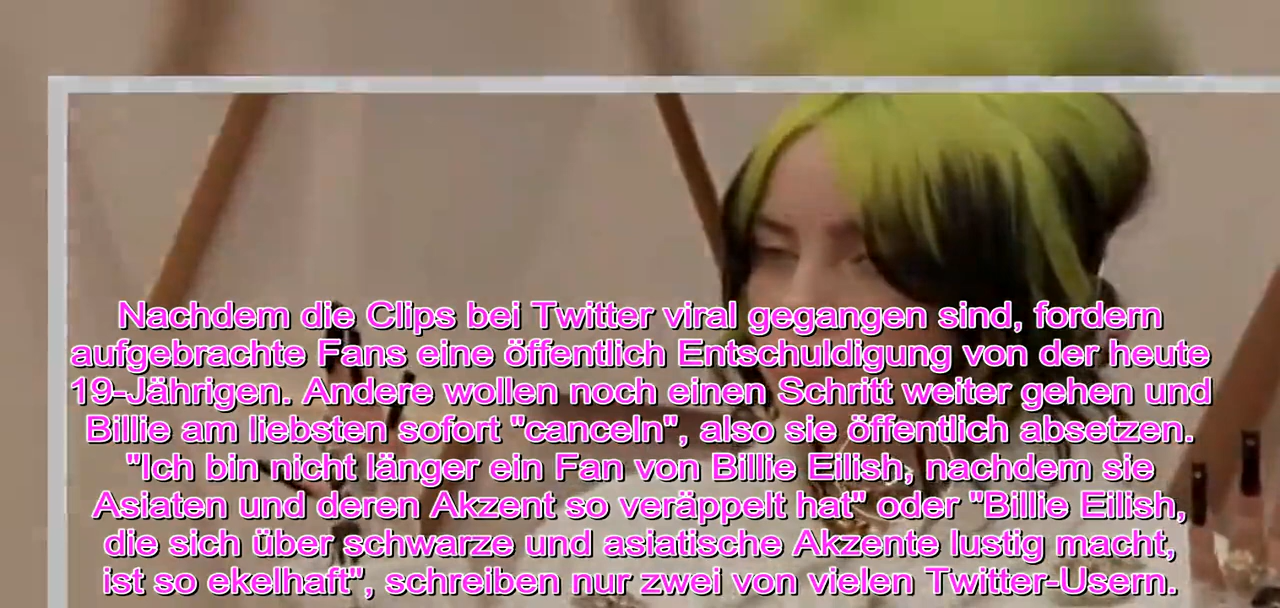 Nachdem die Clips bei Twitter viral gegangen sind, fordern
aufgebrachte Fans eine öffentlich Entschuldigung von der heute
19-Jährigen. Andere wollen noch einen Schritt weiter gehen und
Billie am liebsten sofort "canceln", also sie öffentlich absetzen.
"Ich bin nicht länger ein Fan von Billie Eilish, nachdem sie
Asiaten und deren Akzent so veräppelt hat" oder "Billie Eilish,
die sich über schwarze und asiatische Akzente lustig macht,
ist so ekelhaft", schreiben nur zwei von vielen Twitter-Usern.